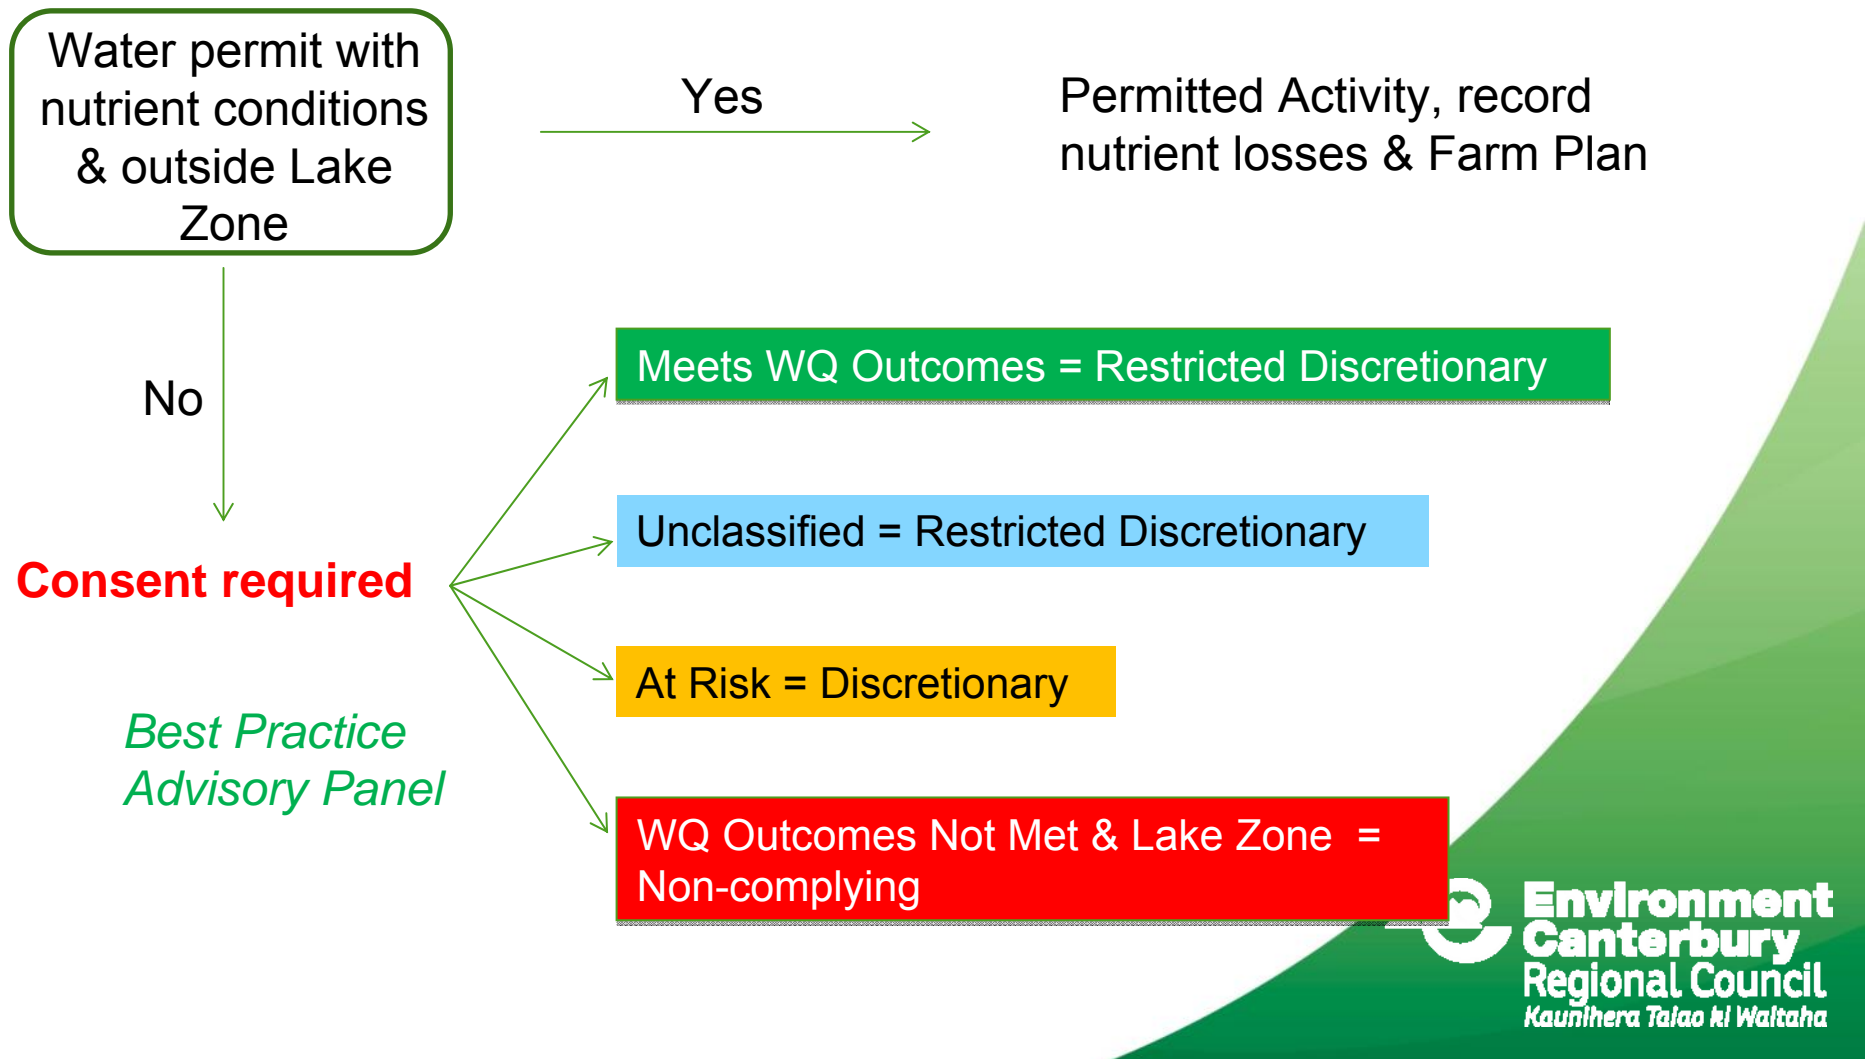 Water permit with
nutrient conditions
& outside Lake
Zone
Yes
Permitted Activity, record
nutrient losses & Farm Plan
No
Meets WQ Outcomes = Restricted Discretionary
Unclassified = Restricted Discretionary
Consent required
At Risk = Discretionary
Best Practice
Advisory Panel
WQ Outcomes Not Met & Lake Zone =
Non-complying
Environment
Canterbury
Regional Council
Kaunihera Taiao ki Waitaha